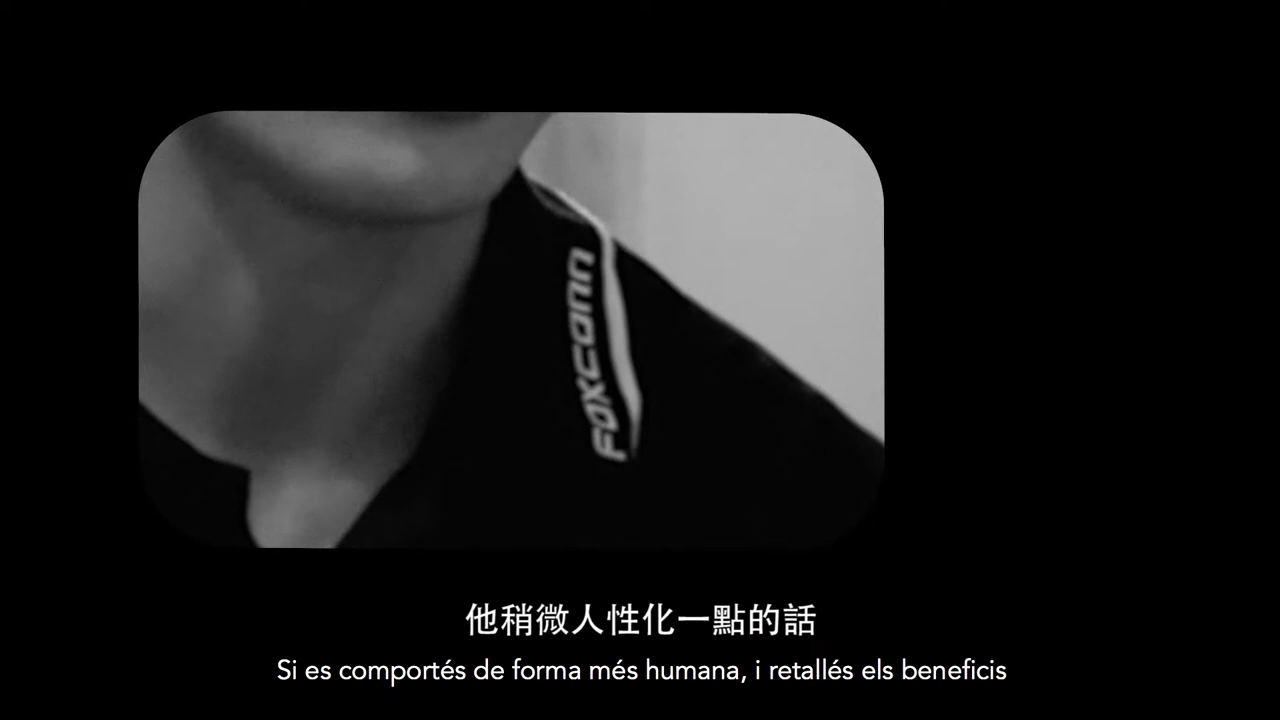 FOXCONN
他稍微人性化一點的話
Si es comportés de forma més humana, i retallés els beneficis